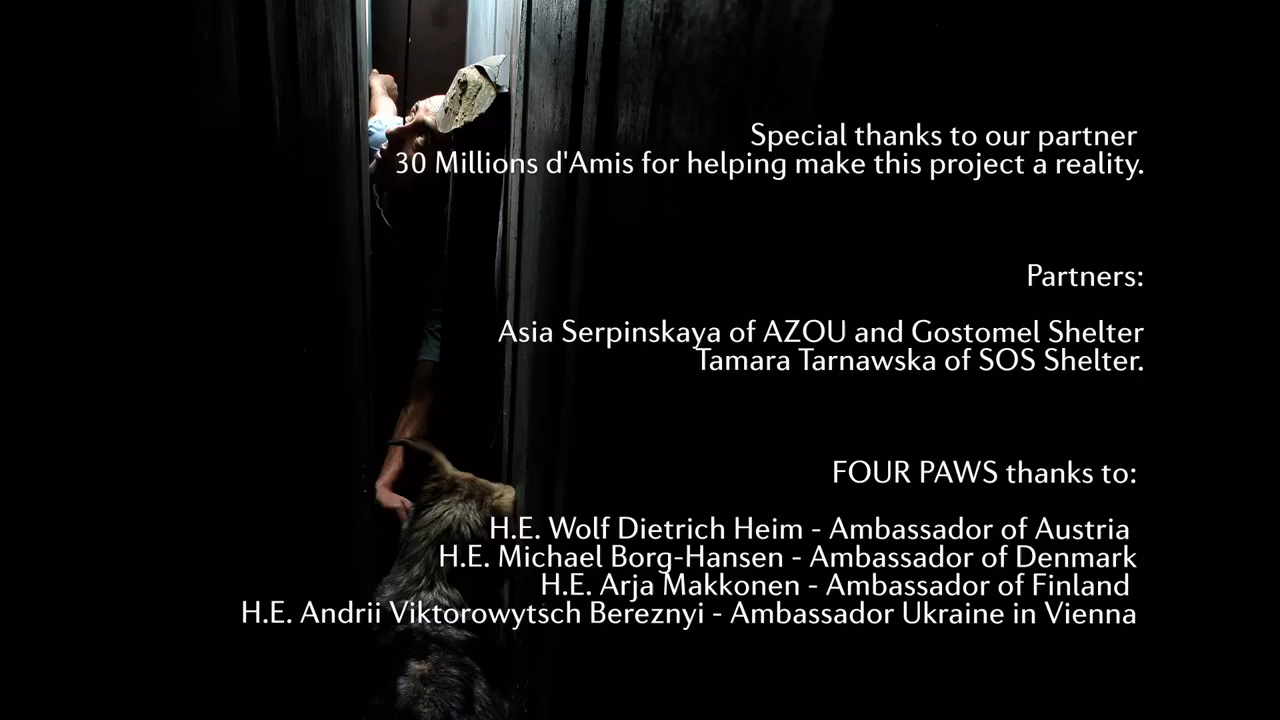 Special thanks to our partner
30 Millions d'Amis for helping make this project a reality.
Partners:
Asia Serpinskaya of AZOU and Gostomel Shelter
Tamara Tarnawska of SOS Shelter.
FOUR PAWS thanks to:
H.E. Wolf Dietrich Heim - Ambassador of Austria
H.E. Michael Borg-Hansen - Ambassador of Denmark
H.E. Arja Makkonen - Ambassador of Finland
H.E. Andrii Viktorowytsch Bereznyi - Ambassador Ukraine in Vienna